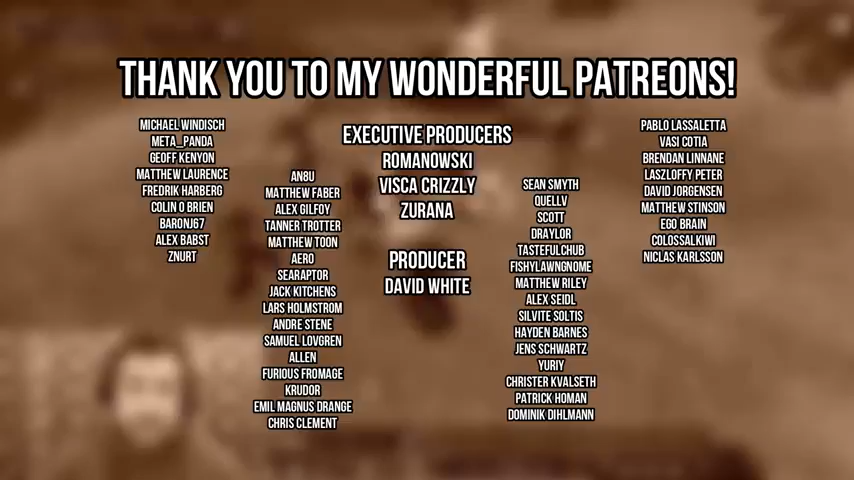 THANK YOU TO MY WONDERFUL PATREONS!
MICHAEL WINDISCH
META_PANDA
GEOFF KENYON
MATTHEW LAURENCE
FREDRIK HARBERG
COLIN O BRIEN
BARONJ67
ALEX BABST
ZNURT
AN8U
MATTHEW FABER
ALEX GILFOY
TANNER TROTTER
MATTHEW TOON
AERO
SEARAPTOR
JACK KITCHENS
LARS HOLMSTROM
ANDRE STENE
SAMUEL LOVGREN
ALLEN
FURIOUS FROMAGE
KRUDOR
EMIL MAGNUS DRANGE
CHRIS CLEMENT
EXECUTIVE PRODUCERS
ROMANOWSKI
VISCA CRIZZLY
ZURANA
PRODUCER
DAVID WHITE
SEAN SMYTH
QUELLV
SCOTT
DRAYLOR
TASTEFULCHUB
FISHYLAWNGNOME
MATTHEW RILEY
ALEX SEIDL
SILVITE SOLTIS
HAYDEN BARNES
JENS SCHWARTZ
YURIY
CHRISTER KVALSETH
PATRICK HOMAN
DOMINIK DIHLMANN
PABLO LASSALETTA
VASI COTIA
BRENDAN LINNANE
LASZLOFFY PETER
DAVID JORGENSEN
MATTHEW STINSON
EGO BRAIN
COLOSSALKIWI
NICLAS KARLSSON